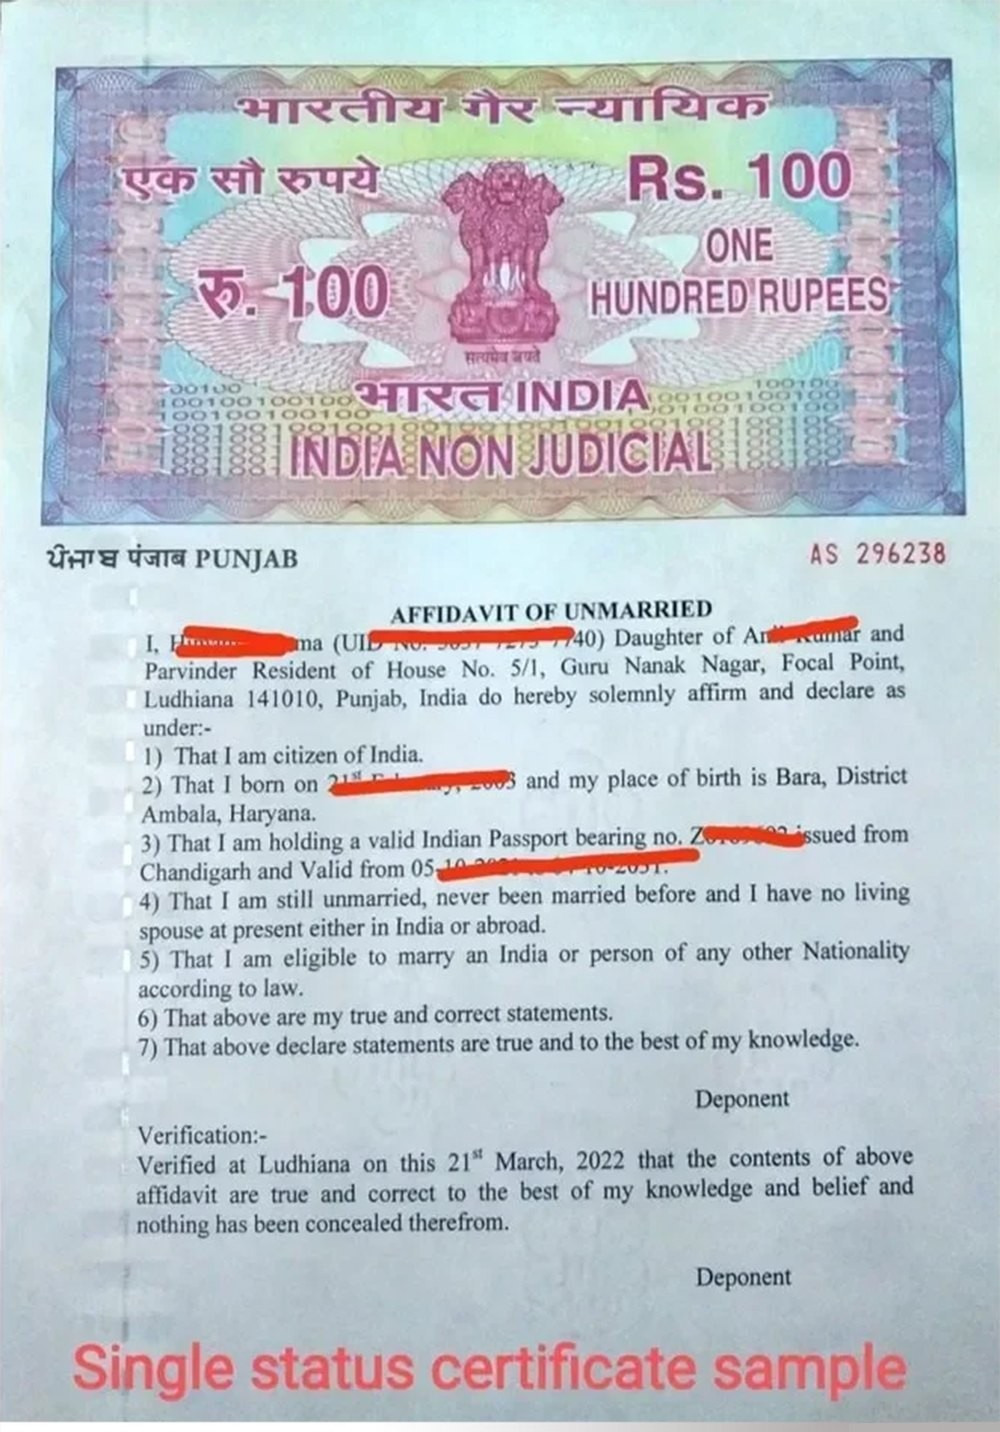 भारतीय गैर न्यायिक
एक सौ रुपये
Rs. 100
रु. 100
ONE
HUNDRED RUPEES
सत्यमेव जयते
भारत INDIA
INDIA NON JUDICIAL
ਪੰਜਾਬ पंजाब PUNJAB
AS 296238
AFFIDAVIT OF UNMARRIED
I, ma (UID 40) Daughter of and
Parvinder Resident of House No. 5/1, Guru Nanak Nagar, Focal Point,
Ludhiana 141010, Punjab, India do hereby solemnly affirm and declare as
under:-
1) That I am citizen of India.
2) That I born on and my place of birth is Bara, District
Ambala, Haryana.
3) That I am holding a valid Indian Passport bearing no. issued from
Chandigarh and Valid from 05-
4) That I am still unmarried, never been married before and I have no living
spouse at present either in India or abroad.
5) That I am eligible to marry an India or person of any other Nationality
according to law.
6) That above are my true and correct statements.
7) That above declare statements are true and to the best of my knowledge.
Deponent
Verification:-
Verified at Ludhiana on this 21st March, 2022 that the contents of above
affidavit are true and correct to the best of my knowledge and belief and
nothing has been concealed therefrom.
Deponent
Single status certificate sample